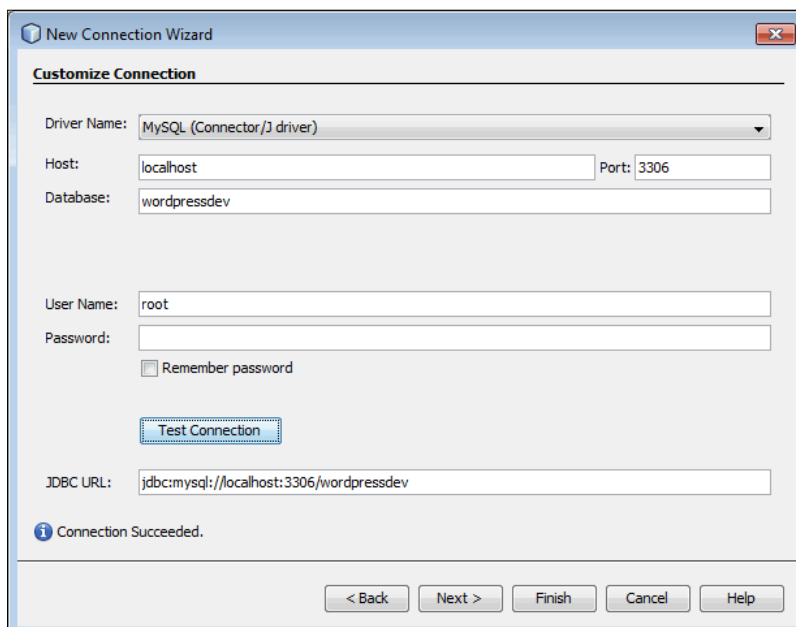 New Connection Wizard
Customize Connection
Driver Name: MySQL (Connector/J driver)
Host: localhost Port: 3306
Database: wordpressdev
User Name: root
Password:
Remember password
Test Connection
JDBC URL: jdbc:mysql://localhost:3306/wordpressdev
Connection Succeeded.
< Back Next > Finish Cancel Help